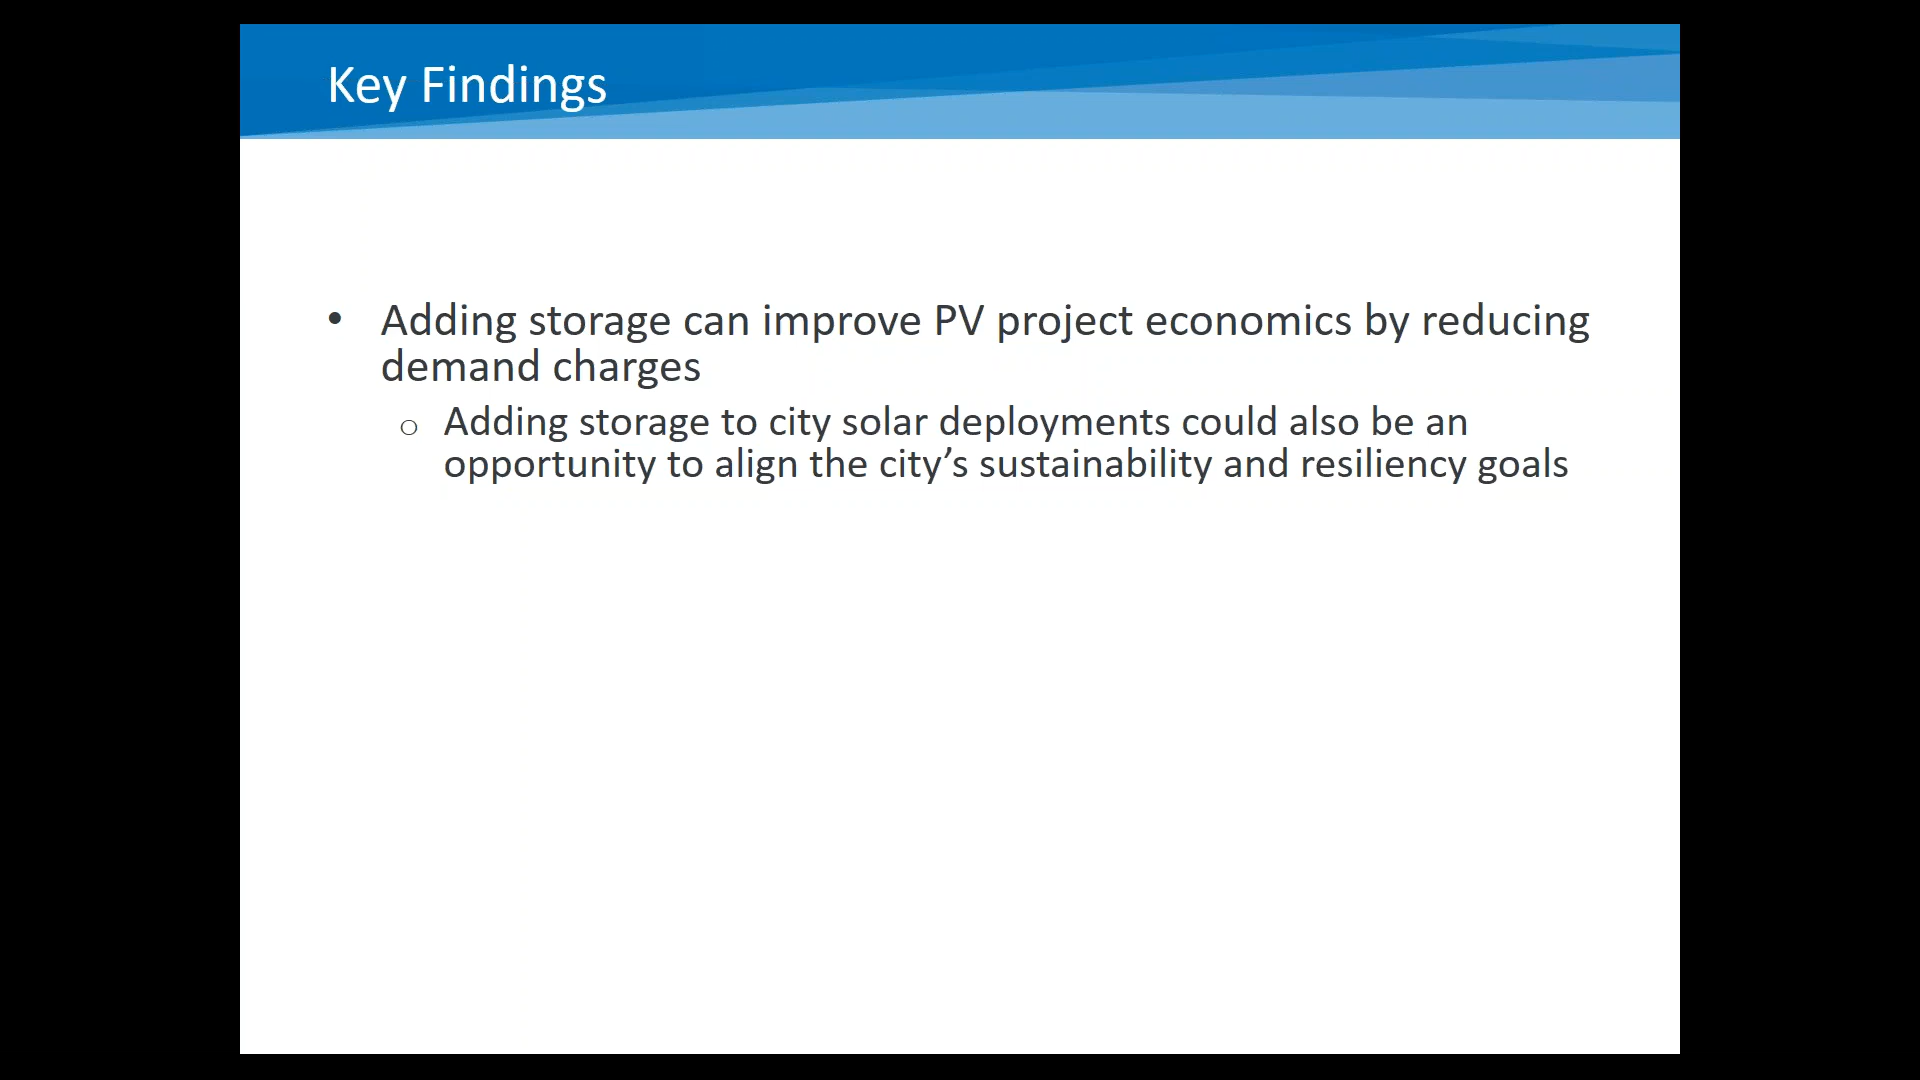 Key Findings
• Adding storage can improve PV project economics by reducing
demand charges
○ Adding storage to city solar deployments could also be an
opportunity to align the city’s sustainability and resiliency goals